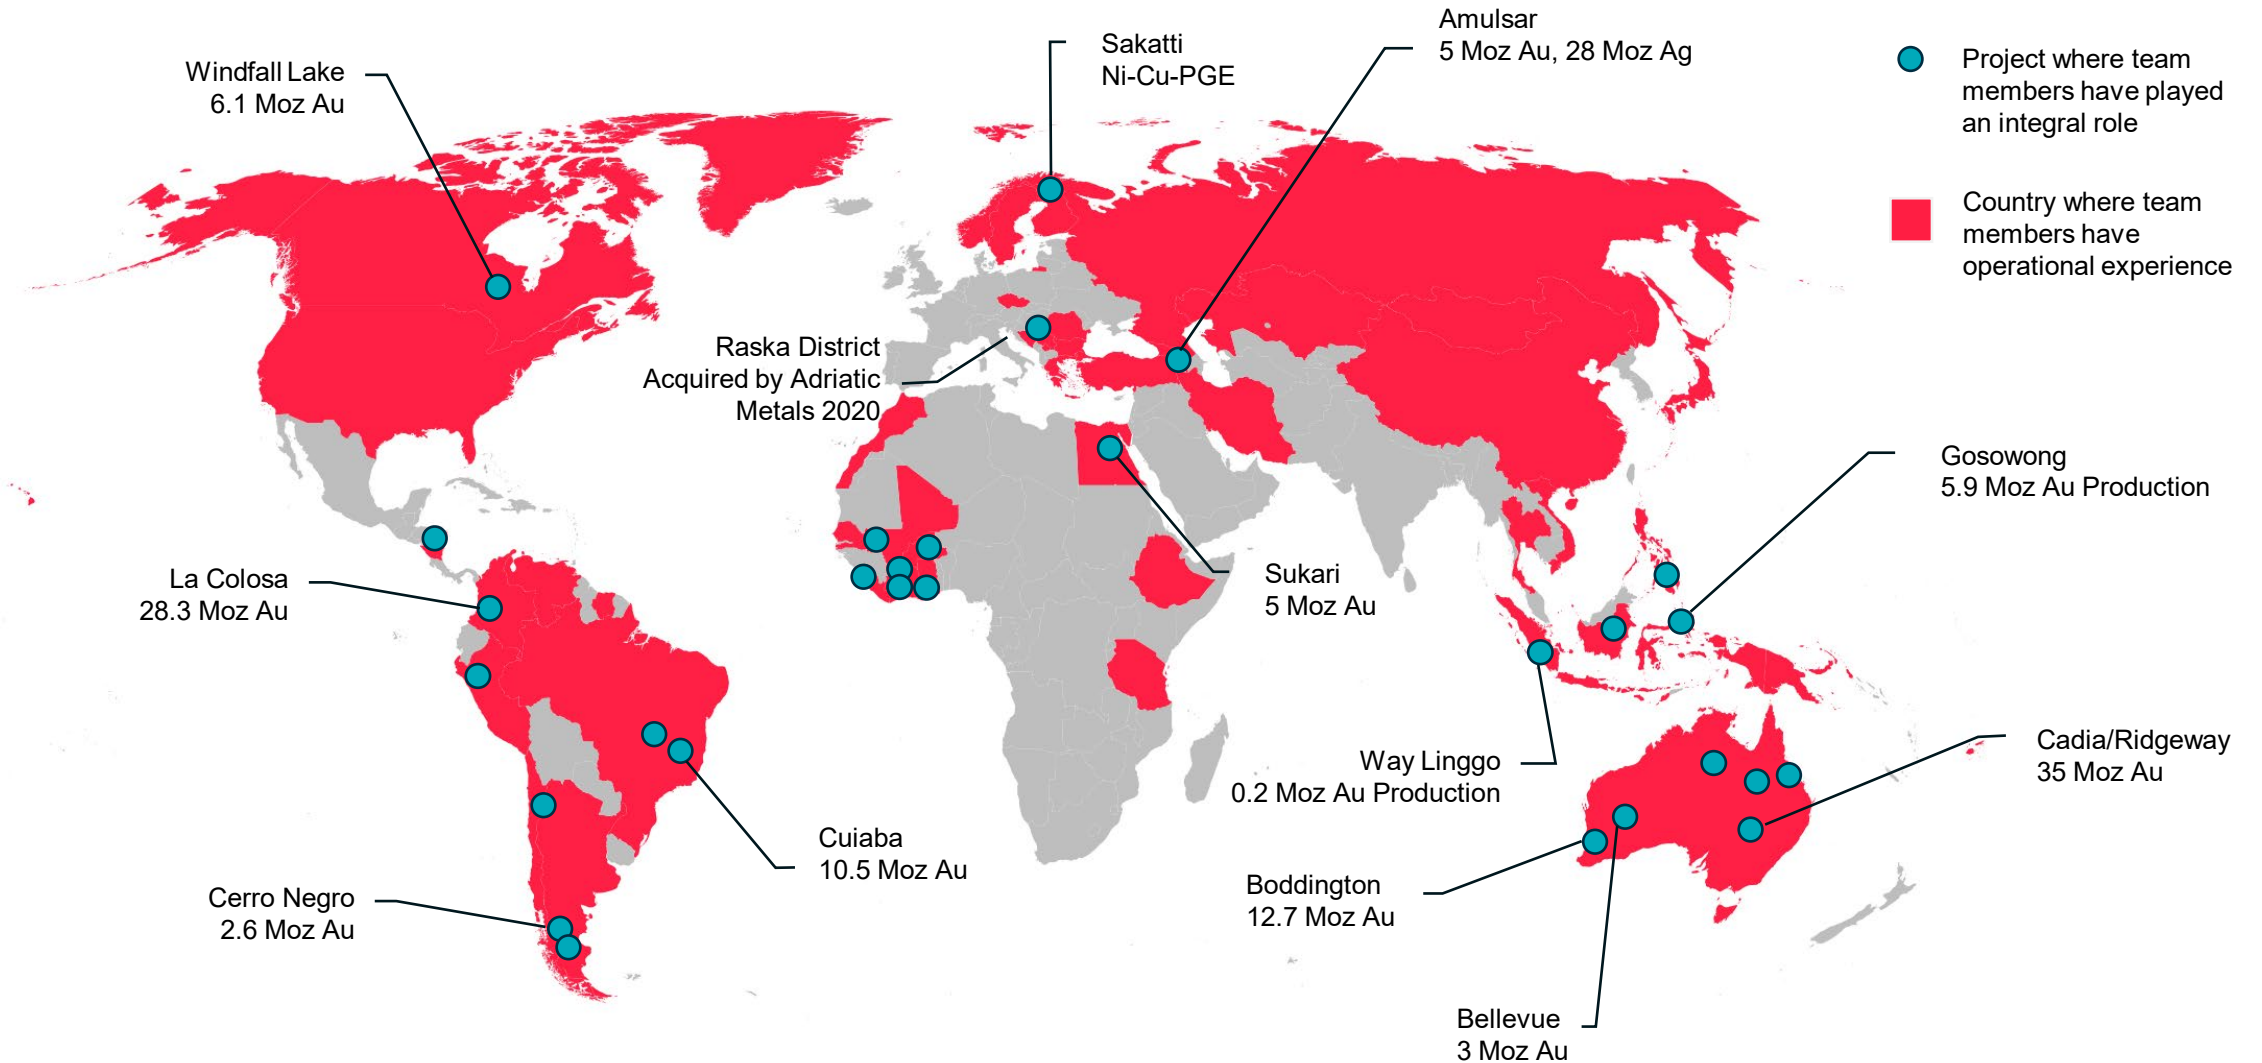 Windfall Lake
6.1 Moz Au
Sakatti
Ni-Cu-PGE
Amulsar
5 Moz Au, 28 Moz Ag
Project where team
members have played
an integral role
Country where team
members have
operational experience
Raska District
Acquired by Adriatic
Metals 2020
Gosowong
5.9 Moz Au Production
La Colosa
28.3 Moz Au
Sukari
5 Moz Au
Way Linggo
0.2 Moz Au Production
Cadia/Ridgeway
35 Moz Au
Cuiaba
10.5 Moz Au
Boddington
12.7 Moz Au
Cerro Negro
2.6 Moz Au
Bellevue
3 Moz Au